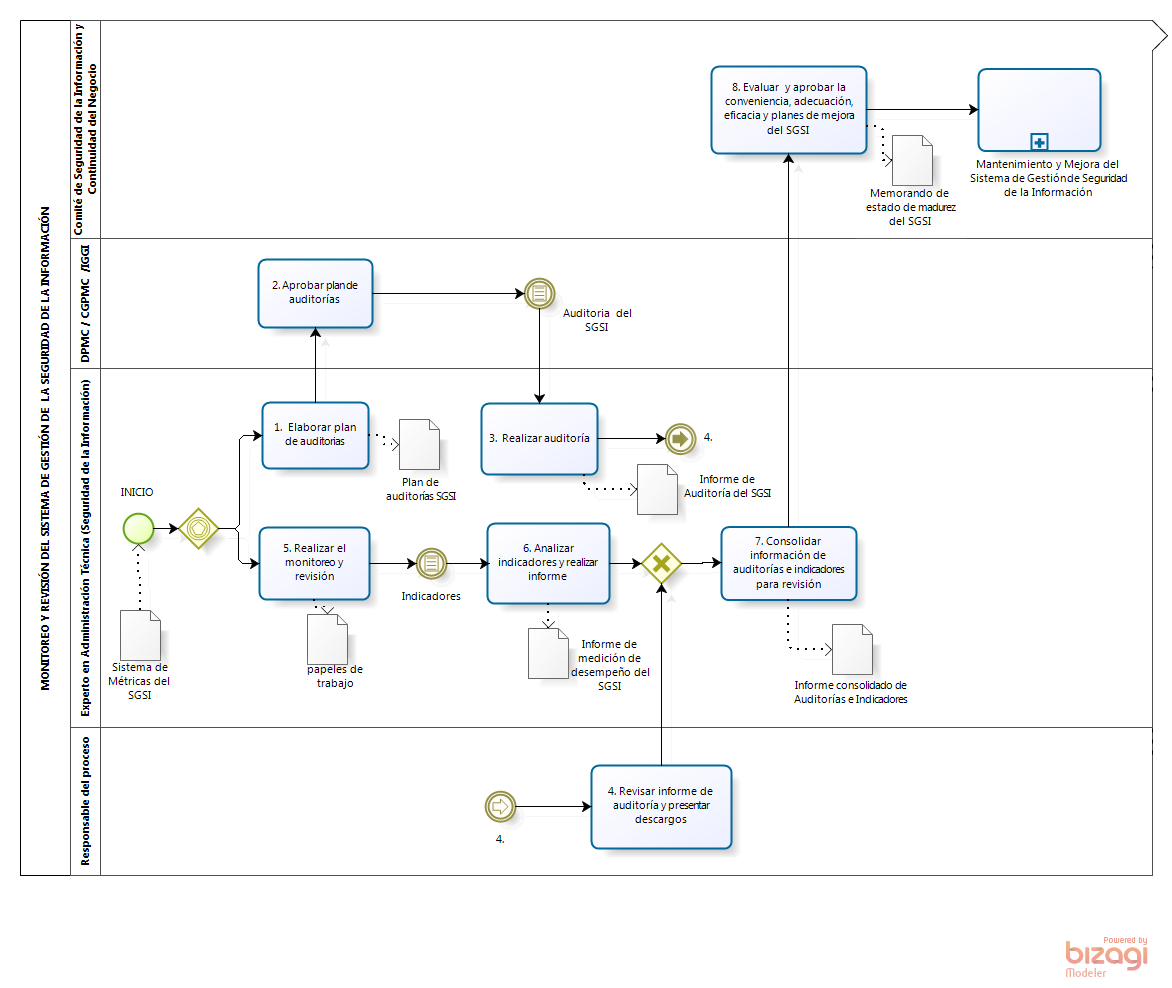 MONITOREO Y REVISIÓN DEL SISTEMA DE GESTIÓN DE LA SEGURIDAD DE LA INFORMACIÓN
Comité de Seguridad de la Información y
Continuidad del Negocio
8. Evaluar y aprobar la
conveniencia, adecuación,
eficacia y planes de mejora
del SGSI
Memorando de
estado de madurez
del SGSI
Mantenimiento y Mejora del
Sistema de Gestión de Seguridad
de la Información
DPMC / CGPMC /IGGI
2. Aprobar plan de
auditorías
Auditoria del
SGSI
Experto en Administración Técnica (Seguridad de la Información)
INICIO
Sistema de
Métricas del
SGSI
1. Elaborar plan
de auditorias
Plan de
auditorías SGSI
3. Realizar auditoría
4.
Informe de
Auditoría del SGSI
5. Realizar el
monitoreo y
revisión
papeles de
trabajo
Indicadores
6. Analizar
indicadores y realizar
informe
Informe de
medición de
desempeño del
SGSI
7. Consolidar
información de
auditorías e indicadores
para revisión
Informe consolidado de
Auditorías e Indicadores
Responsable del proceso
4.
4. Revisar informe de
auditoría y presentar
descargos
Powered by
bizagi
Modeler